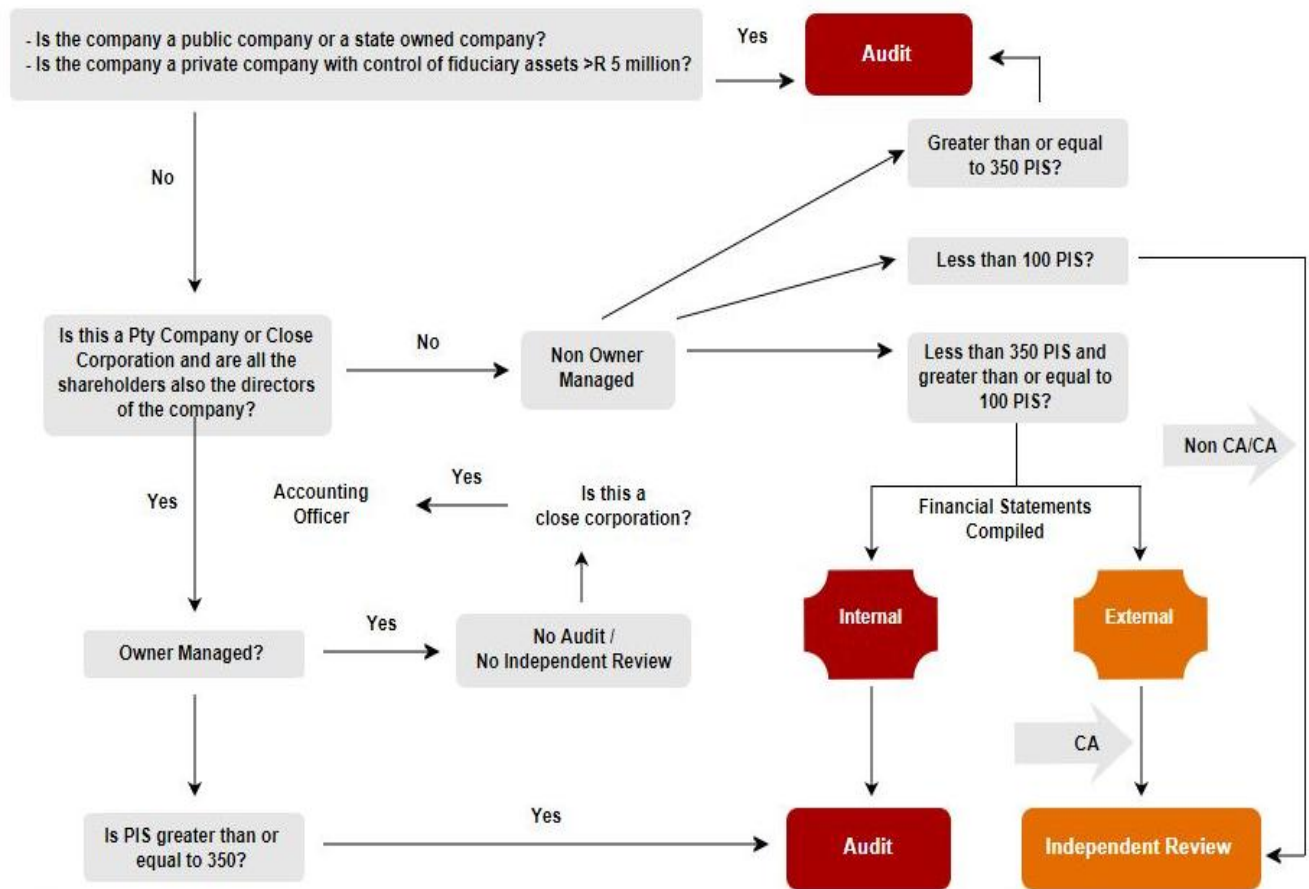 - Is the company a public company or a state owned company?
- Is the company a private company with control of fiduciary assets >R 5 million?
Yes
Audit
No
Greater than or equal
to 350 PIS?
Less than 100 PIS?
Is this a Pty Company or Close
Corporation and are all the
shareholders also the directors
of the company?
No
Non Owner
Managed
Less than 350 PIS and
greater than or equal to
100 PIS?
Non CA/CA
Yes
Accounting
Officer
Yes
Is this a
close corporation?
Financial Statements
Compiled
Internal
External
Owner Managed?
Yes
No Audit /
No Independent Review
CA
Is PIS greater than or
equal to 350?
Yes
Audit
Independent Review